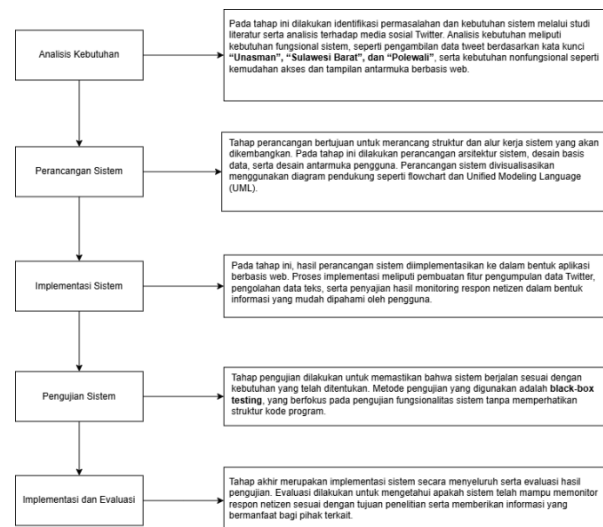 Analisis Kebutuhan
Pada tahap ini dilakukan identifikasi permasalahan dan kebutuhan sistem melalui studi
literatur serta analisis terhadap media sosial Twitter. Analisis kebutuhan meliputi
kebutuhan fungsional sistem, seperti pengambilan data tweet berdasarkan kata kunci
“Unasman”, “Sulawesi Barat”, dan “Polewali”, serta kebutuhan nonfungsional seperti
kemudahan akses dan tampilan antarmuka berbasis web.
Perancangan Sistem
Tahap perancangan bertujuan untuk merancang struktur dan alur kerja sistem yang akan
dikembangkan. Pada tahap ini dilakukan perancangan arsitektur sistem, desain basis
data, serta desain antarmuka pengguna. Perancangan sistem divisualisasikan
menggunakan diagram pendukung seperti flowchart dan Unified Modeling Language
(UML).
Implementasi Sistem
Pada tahap ini, hasil perancangan sistem diimplementasikan ke dalam bentuk aplikasi
berbasis web. Proses implementasi meliputi pembuatan fitur pengumpulan data Twitter,
pengolahan data teks, serta penyajian hasil monitoring respon netizen dalam bentuk
informasi yang mudah dipahami oleh pengguna.
Pengujian Sistem
Tahap pengujian dilakukan untuk memastikan bahwa sistem berjalan sesuai dengan
kebutuhan yang telah ditentukan. Metode pengujian yang digunakan adalah black-box
testing, yang berfokus pada pengujian fungsionalitas sistem tanpa memperhatikan
struktur kode program.
Implementasi dan Evaluasi
Tahap akhir merupakan implementasi sistem secara menyeluruh serta evaluasi hasil
pengujian. Evaluasi dilakukan untuk mengetahui apakah sistem telah mampu memonitor
respon netizen sesuai dengan tujuan penelitian serta memberikan informasi yang
bermanfaat bagi pihak terkait.